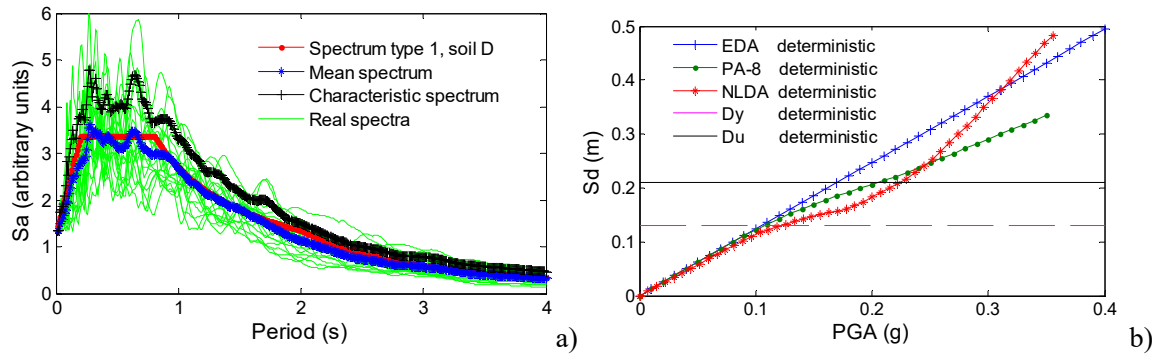 6
5
4
3
2
1
0
0 1 2 3 4
Sa (arbitrary units)
Period (s)
Spectrum type 1, soil D
Mean spectrum
Characteristic spectrum
Real spectra
a)
0.5
0.4
0.3
0.2
0.1
0
0 0.1 0.2 0.3 0.4
Sd (m)
PGA (g)
EDA deterministic
PA-8 deterministic
NLDA deterministic
Dy deterministic
Du deterministic
b)